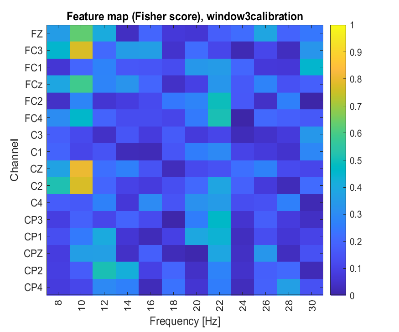 Feature map (Fisher score), window3calibration
Channel
FZ
FC3
FC1
FCz
FC2
FC4
C3
C1
CZ
C2
C4
CP3
CP1
CPZ
CP2
CP4
8 10 12 14 16 18 20 22 24 26 28 30
Frequency [Hz]
1
0.9
0.8
0.7
0.6
0.5
0.4
0.3
0.2
0.1
0